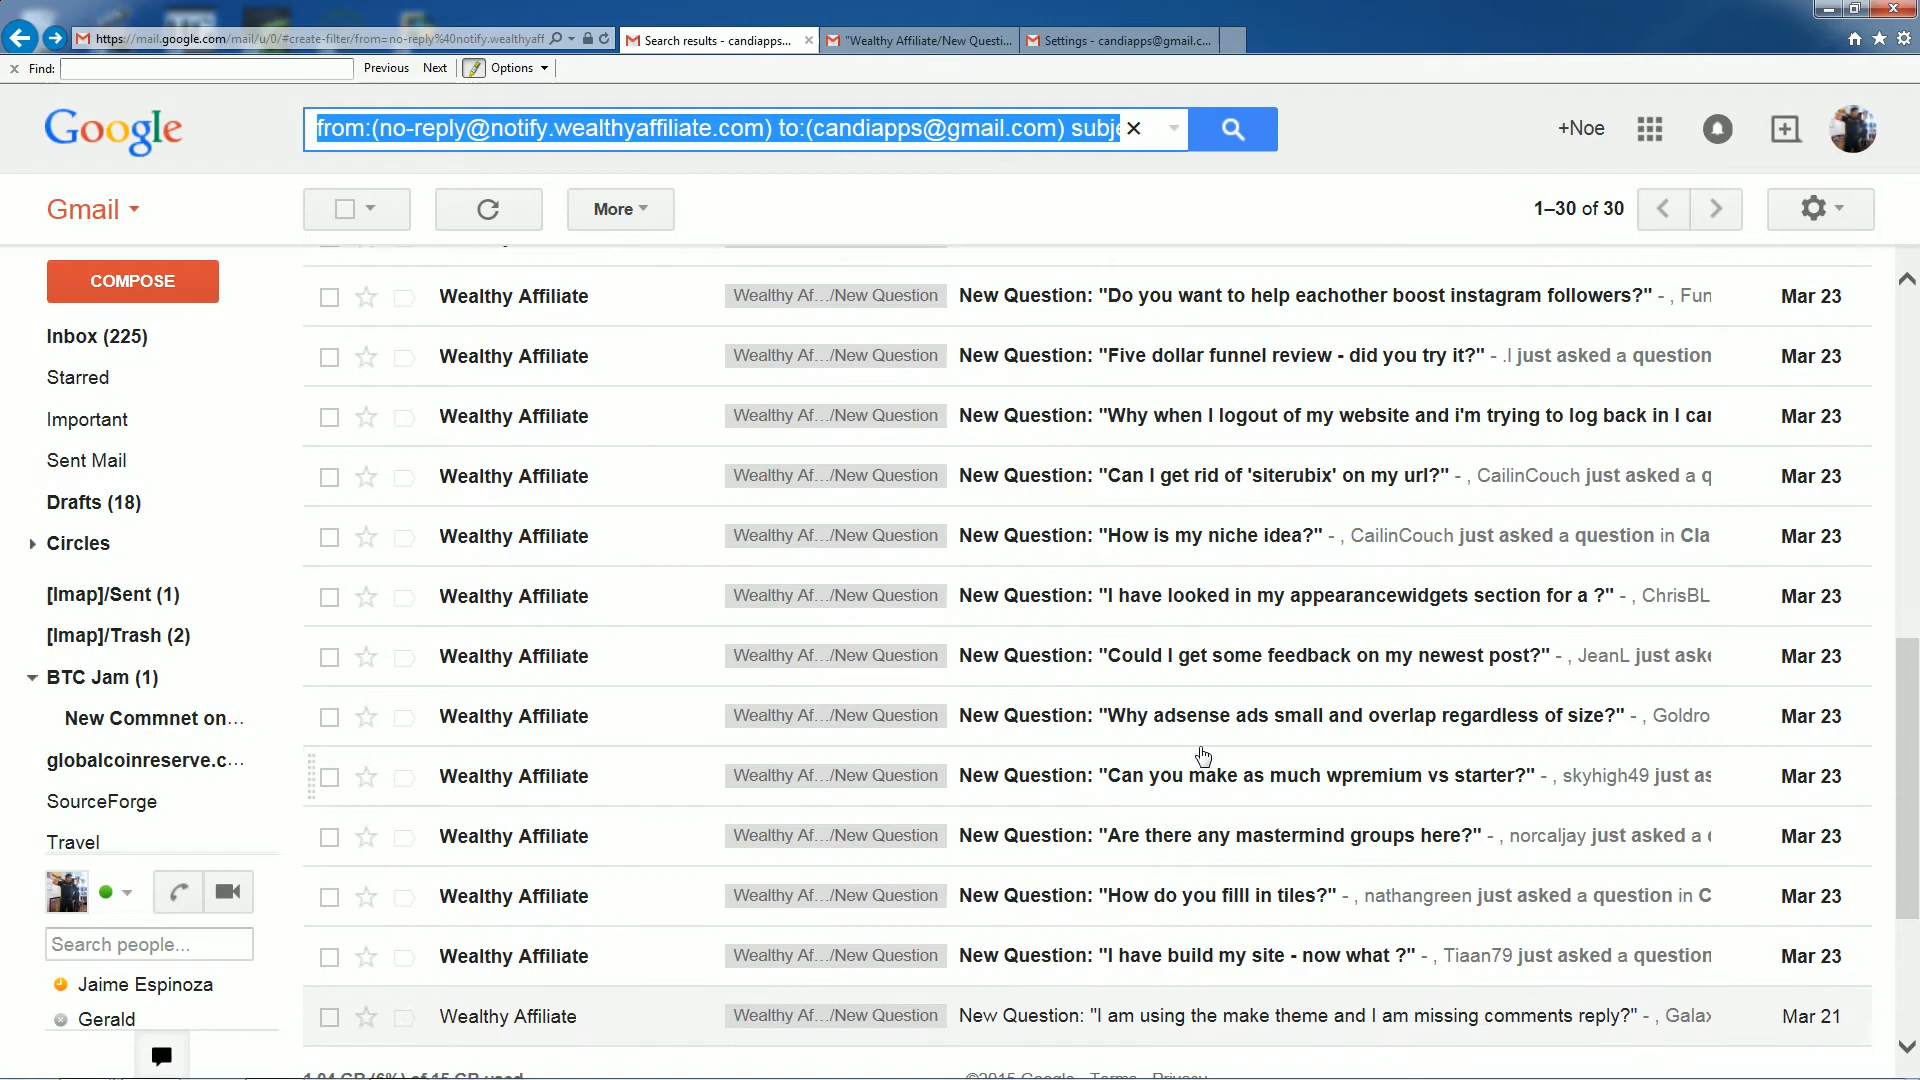 https://mail.google.com/mail/u/0/#create-filter/from=no-reply%40notify.wealthyaff
Search results - candiapps...
"Wealthy Affiliate/New Questi...
Settings - candiapps@gmail.c...
Find:
Previous
Next
Options
Google
from:(no-reply@notify.wealthyaffiliate.com) to:(candiapps@gmail.com) subje
+Noe
Gmail
More
1–30 of 30
COMPOSE
Inbox (225)
Starred
Important
Sent Mail
Drafts (18)
Circles
[Imap]/Sent (1)
[Imap]/Trash (2)
BTC Jam (1)
New Commnet on...
globalcoinreserve.c...
SourceForge
Travel
Search people...
Jaime Espinoza
Gerald
Wealthy Affiliate Wealthy Af.../New Question New Question: "Do you want to help eachother boost instagram followers?" - , Fun Mar 23
Wealthy Affiliate Wealthy Af.../New Question New Question: "Five dollar funnel review - did you try it?" - .I just asked a question Mar 23
Wealthy Affiliate Wealthy Af.../New Question New Question: "Why when I logout of my website and i'm trying to log back in I can Mar 23
Wealthy Affiliate Wealthy Af.../New Question New Question: "Can I get rid of 'siterubix' on my url?" - , CailinCouch just asked a q Mar 23
Wealthy Affiliate Wealthy Af.../New Question New Question: "How is my niche idea?" - , CailinCouch just asked a question in Cla Mar 23
Wealthy Affiliate Wealthy Af.../New Question New Question: "I have looked in my appearancewidgets section for a ?" - , ChrisBL Mar 23
Wealthy Affiliate Wealthy Af.../New Question New Question: "Could I get some feedback on my newest post?" - , JeanL just aske Mar 23
Wealthy Affiliate Wealthy Af.../New Question New Question: "Why adsense ads small and overlap regardless of size?" - , Goldro Mar 23
Wealthy Affiliate Wealthy Af.../New Question New Question: "Can you make as much wpremium vs starter?" - , skyhigh49 just as Mar 23
Wealthy Affiliate Wealthy Af.../New Question New Question: "Are there any mastermind groups here?" - , norcaljay just asked a Mar 23
Wealthy Affiliate Wealthy Af.../New Question New Question: "How do you filll in tiles?" - , nathangreen just asked a question in C Mar 23
Wealthy Affiliate Wealthy Af.../New Question New Question: "I have build my site - now what ?" - , Tiaan79 just asked a question Mar 23
Wealthy Affiliate Wealthy Af.../New Question New Question: "I am using the make theme and I am missing comments reply?" - , Galax Mar 21
1.04 GB (6%) of 15 GB used
©2015 Google - Terms - Privacy